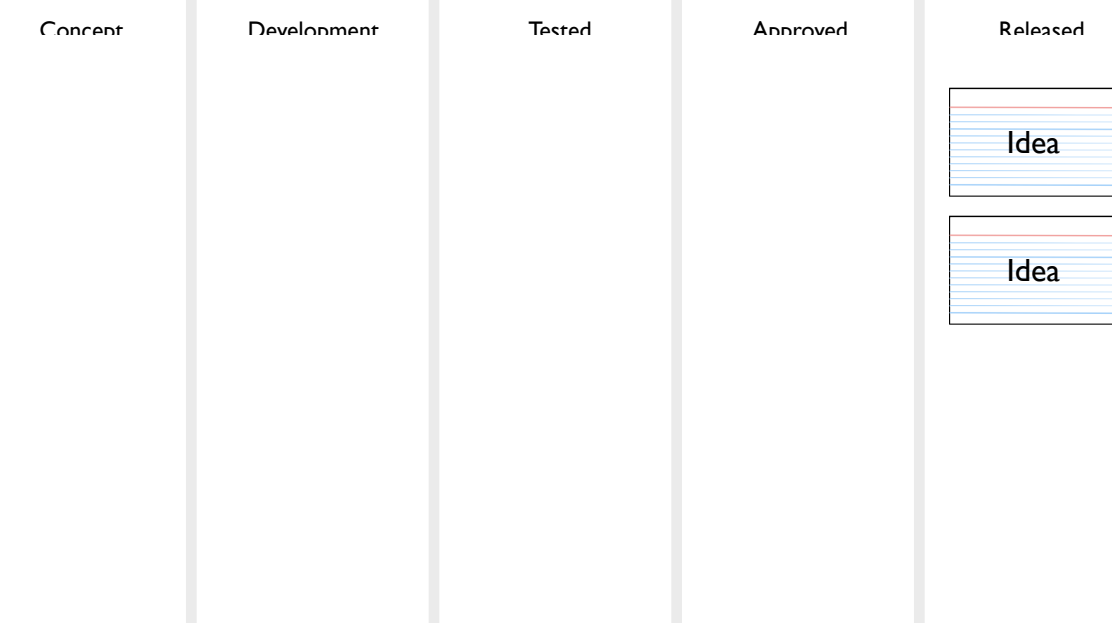 Concept
Development
Tested
Approved
Released
Idea
Idea